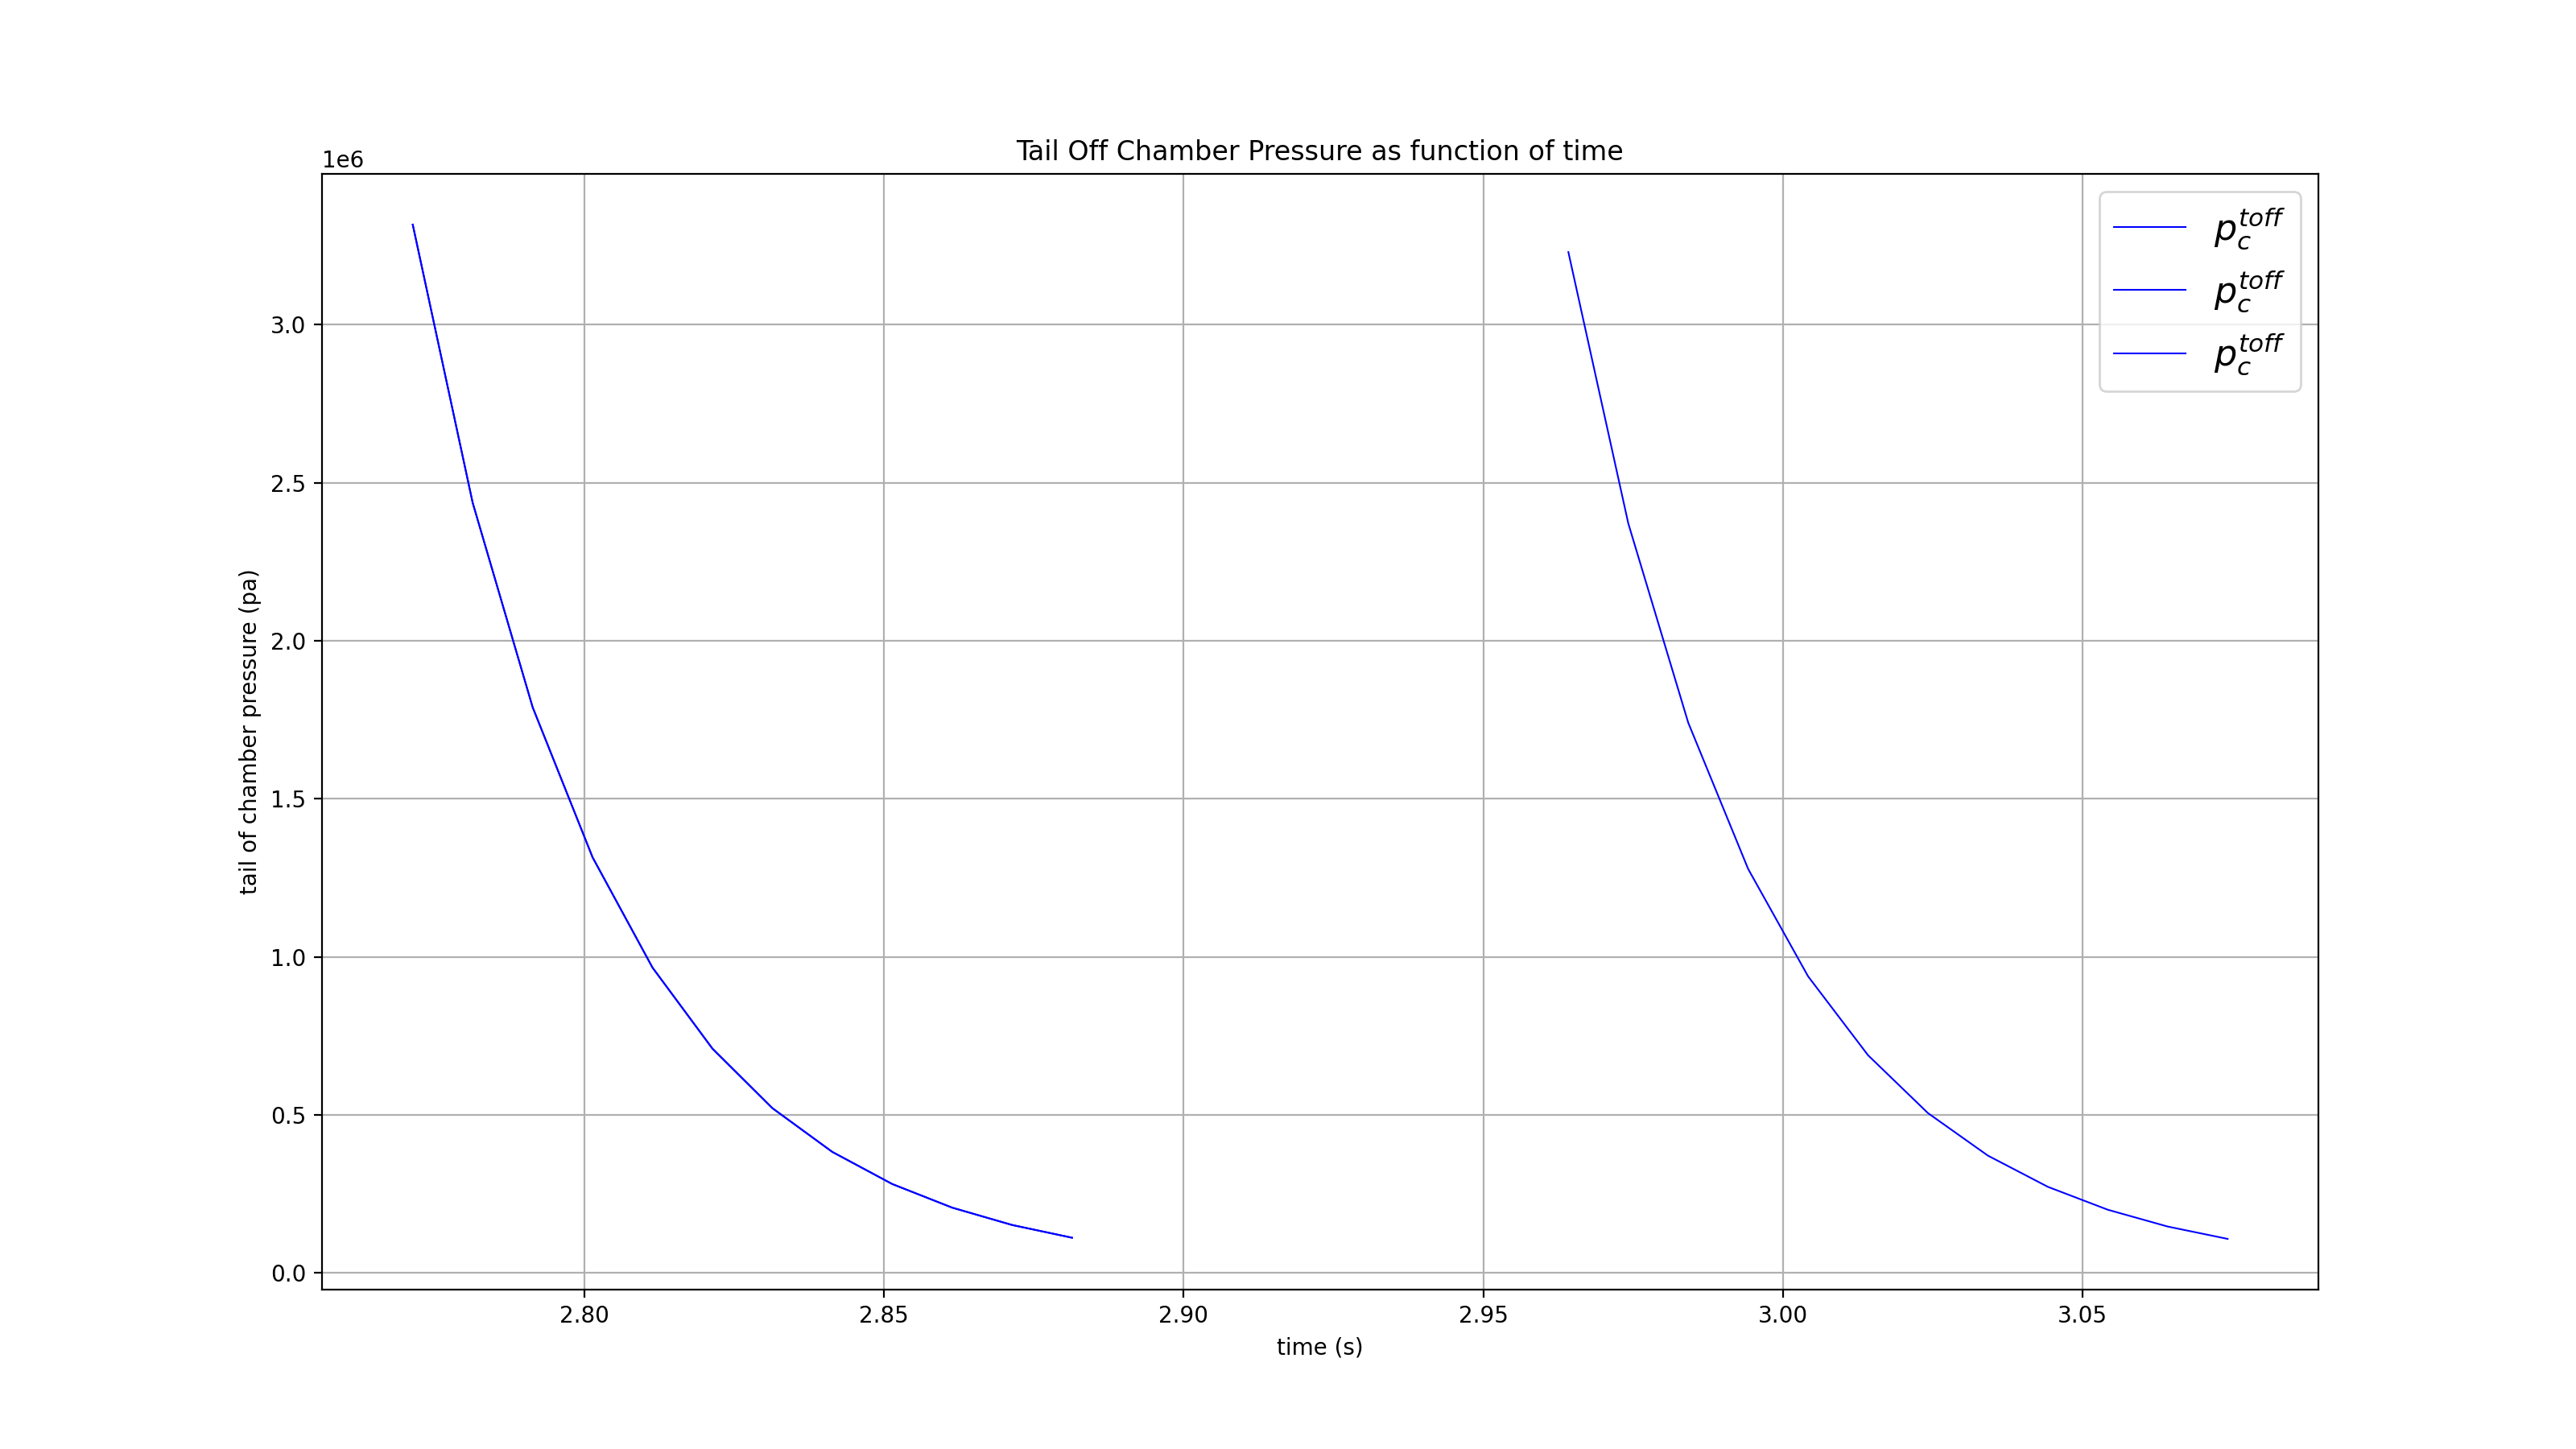 Tail Off Chamber Pressure as function of time
1e6
p_c^{toff}
p_c^{toff}
p_c^{toff}
3.0
2.5
2.0
1.5
1.0
0.5
0.0
tail of chamber pressure (pa)
2.80 2.85 2.90 2.95 3.00 3.05
time (s)